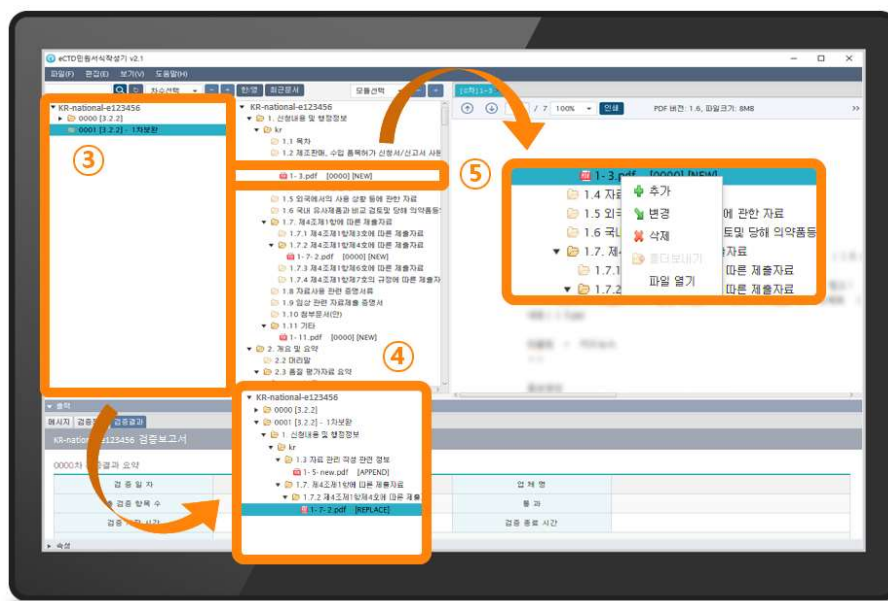 eCTD민원서식작성기 v2.1
파일(F) 편집(E) 보기(V) 도움말(H)
차수선택
한/영 최근문서
모듈선택
[0차]1-3
/ 7 100% 인쇄 PDF 버전: 1.6, 파일크기: 8MB
KR-national-e123456
0000 [3.2.2]
0001 [3.2.2] - 1차보완
③
KR-national-e123456
1. 신청내용 및 행정정보
kr
1.1 목차
1.2 제조판매, 수입 품목허가 신청서/신고서 사본
1-3.pdf [0000] [NEW]
1.5 외국에서의 사용 상황 등에 관한 자료
1.6 국내 유사제품과 비교 검토및 당해 의약품등
1.7. 제4조제1항에 따른 제출자료
1.7.1 제4조제1항제3호에 따른 제출자료
1.7.2 제4조제1항제4호에 따른 제출자료
1-7-2.pdf [0000] [NEW]
1.7.3 제4조제1항제6호에 따른 제출자료
1.7.4 제4조제1항제7호의 규정에 따른 제출자
1.8 자료사용 관련 증명서류
1.9 임상 관련 자료제출 증명서
1.10 첨부문서(안)
1.11 기타
1-11.pdf [0000] [NEW]
2. 개요 및 요약
2.2 머리말
2.3 품질 평가자료 요약
⑤
1-3.pdf [0000] [NEW]
1.4 자료
1.5 외국 에 관한 자료
1.6 국내 토및 당해 의약품등
1.7. 제4 자료
1.7.1 따른 제출자료
1.7.2 따른 제출자료
추가
변경
삭제
폴더보내기
파일 열기
④
KR-national-e123456
0000 [3.2.2]
0001 [3.2.2] - 1차보완
1. 신청내용 및 행정정보
kr
1.3 자료 관리 작성 관련 정보
1-5-new.pdf [APPEND]
1.7. 제4조제1항에 따른 제출자료
1.7.2 제4조제1항제4호에 따른 제출
1-7-2.pdf [REPLACE]
출력
메시지 검증 검증결과
KR-national-e123456 검증보고서
0000차 검증결과 요약
검 증 일 자 업 체 명
총 검증 항목 수 통 과
검증 시작 시간 검증 종료 시간
속성